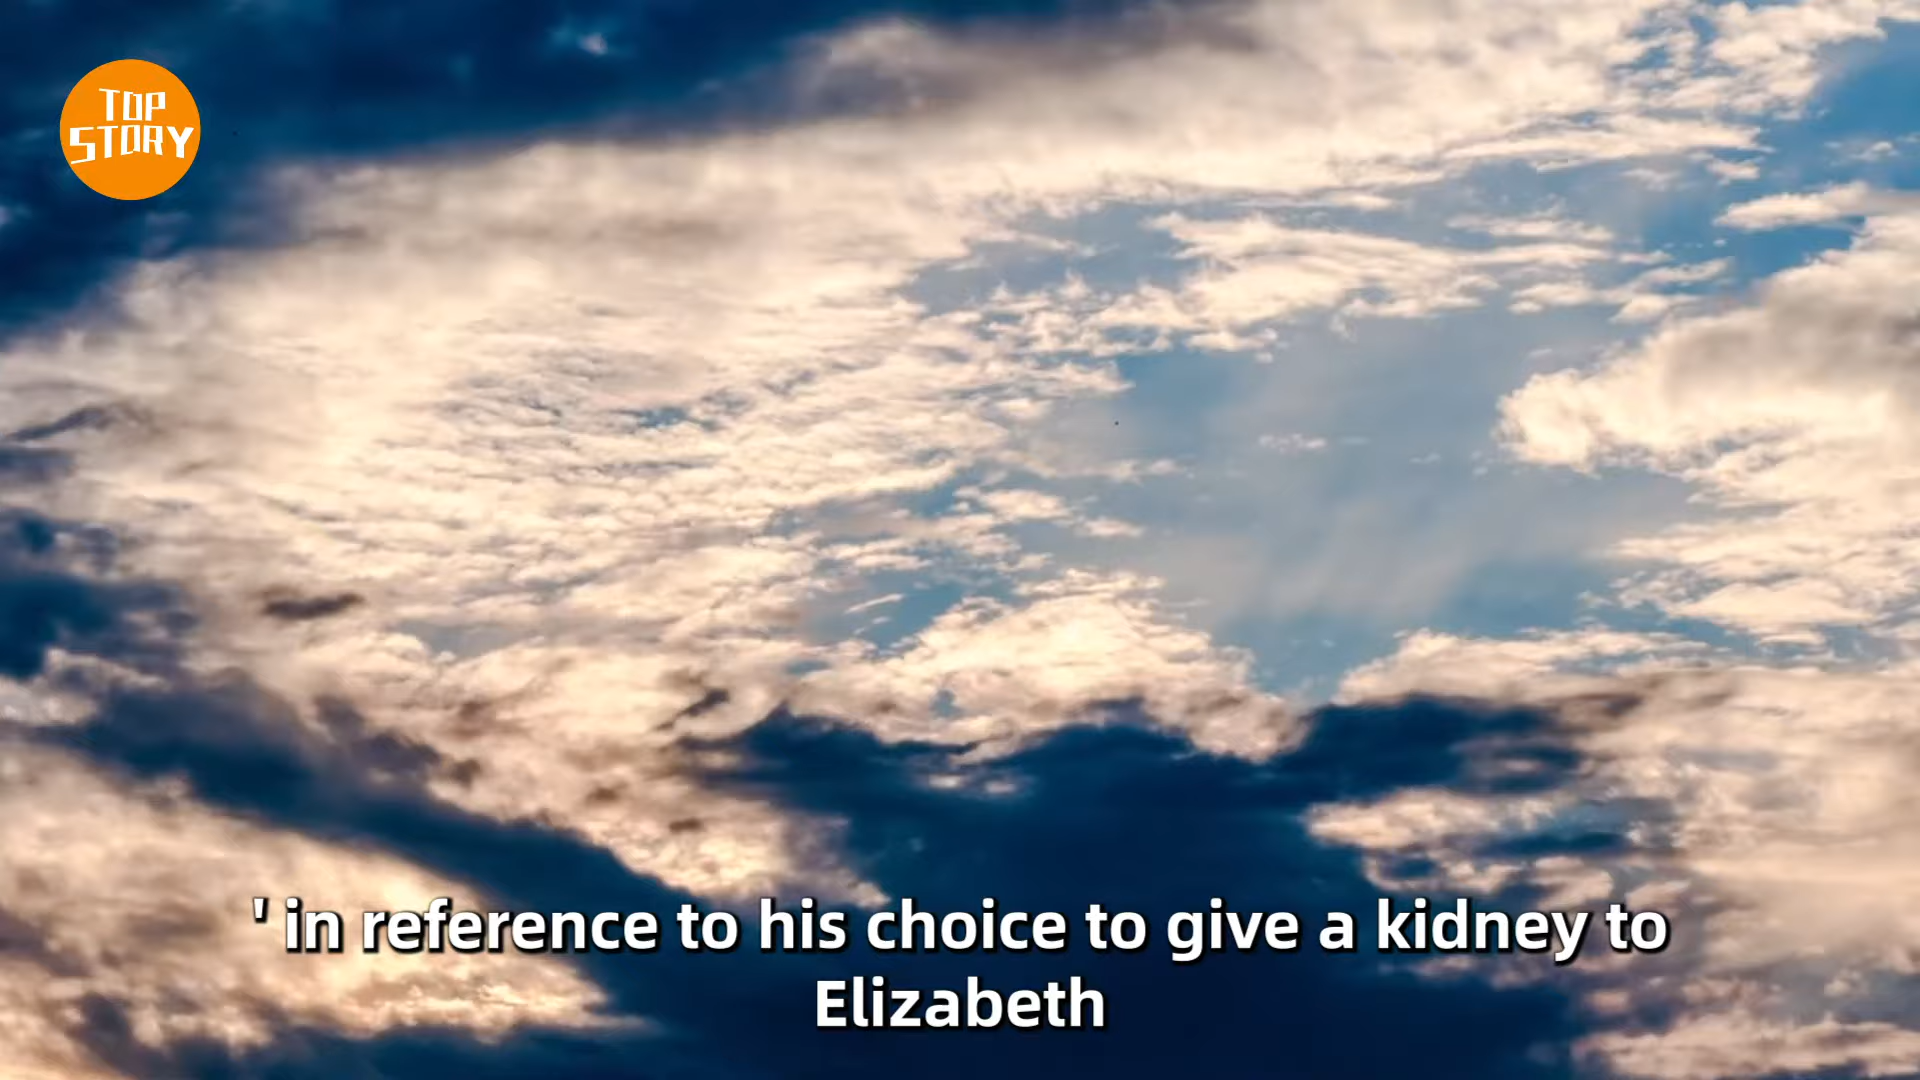 TOP
STORY
' in reference to his choice to give a kidney to
Elizabeth